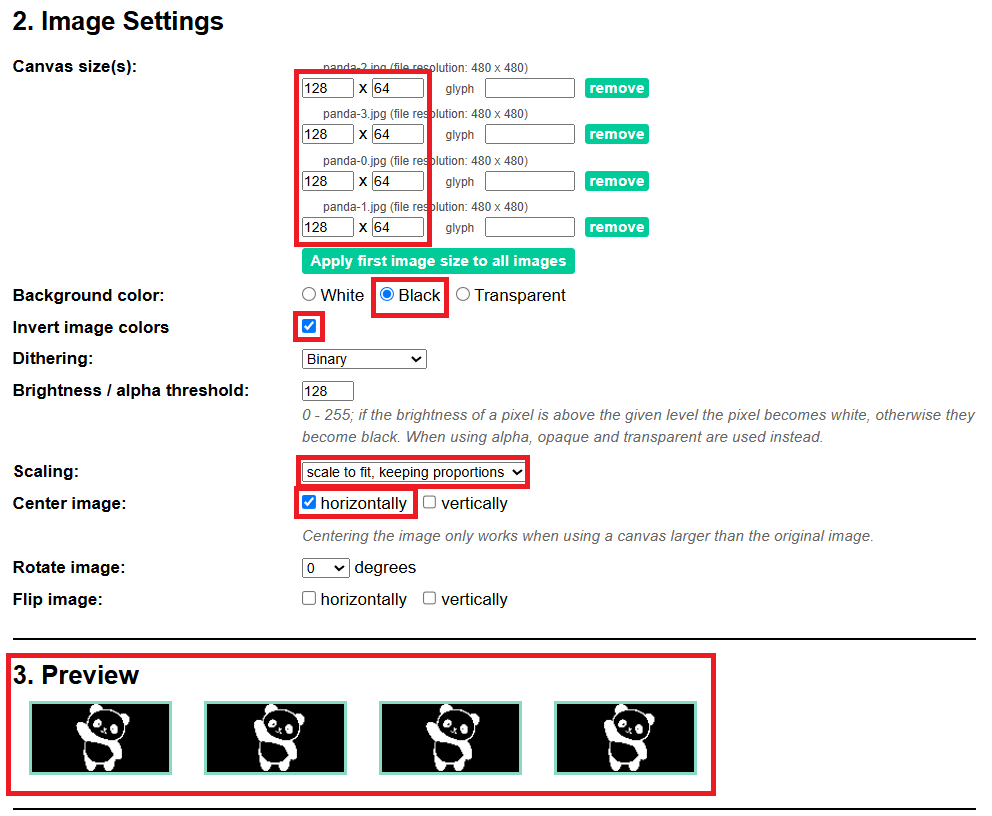 2. Image Settings
Canvas size(s):
panda-2.jpg (file resolution: 480 x 480)
128 x 64 glyph remove
panda-3.jpg (file resolution: 480 x 480)
128 x 64 glyph remove
panda-0.jpg (file resolution: 480 x 480)
128 x 64 glyph remove
panda-1.jpg (file resolution: 480 x 480)
128 x 64 glyph remove
Apply first image size to all images
Background color: White Black Transparent
Invert image colors
Dithering: Binary
Brightness / alpha threshold: 128
0 - 255; if the brightness of a pixel is above the given level the pixel becomes white, otherwise they
become black. When using alpha, opaque and transparent are used instead.
Scaling: scale to fit, keeping proportions
Center image: horizontally vertically
Centering the image only works when using a canvas larger than the original image.
Rotate image: 0 degrees
Flip image: horizontally vertically
3. Preview